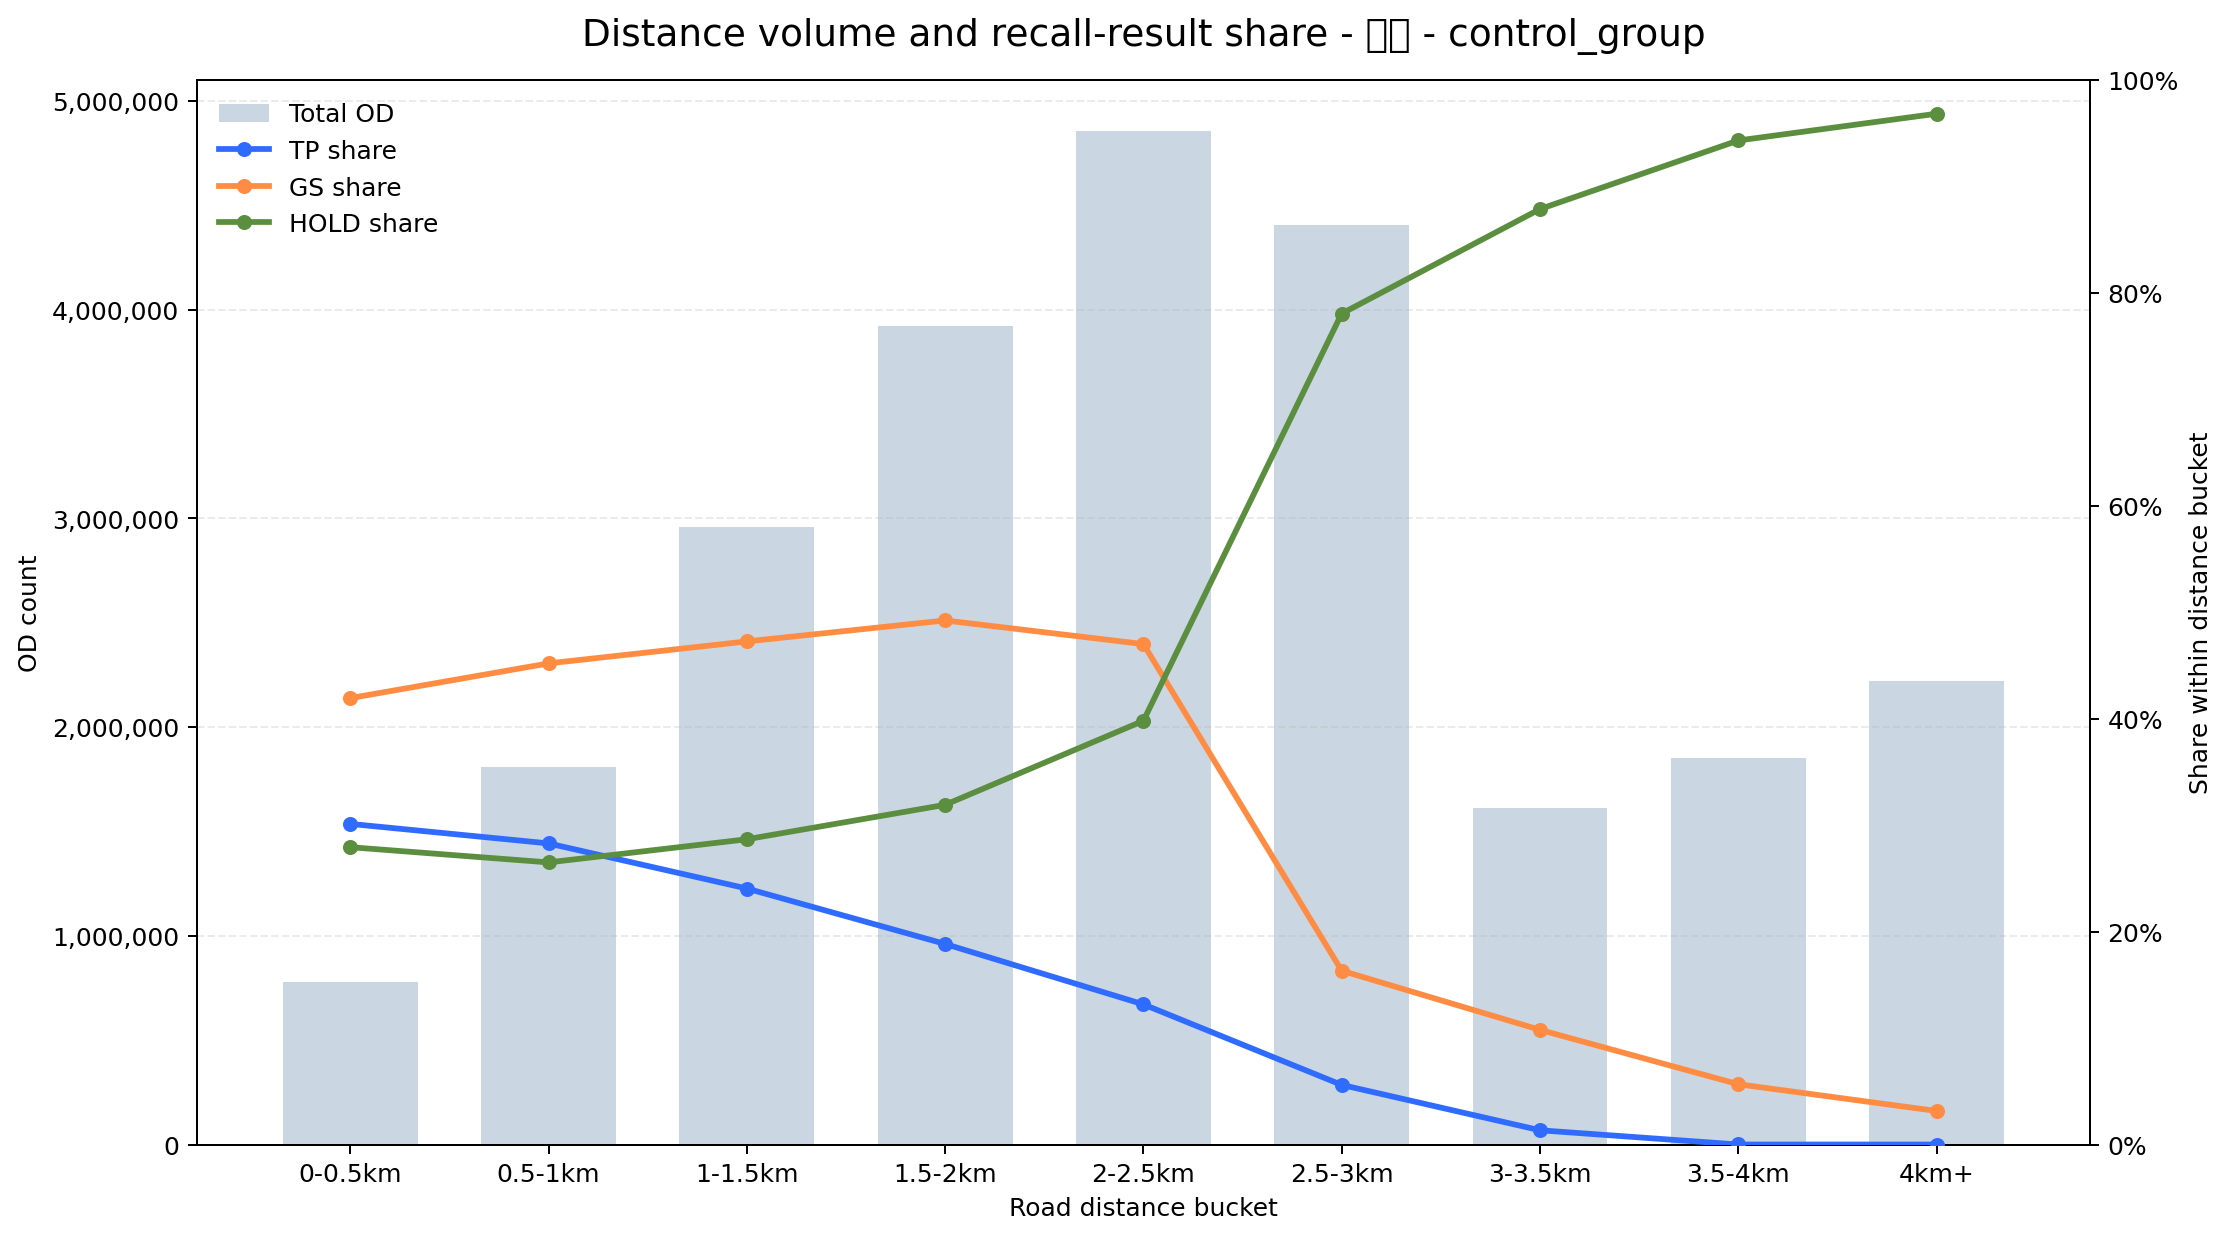 Distance volume and recall-result share - - control_group
Total OD
TP share
GS share
HOLD share
5,000,000
4,000,000
3,000,000
2,000,000
1,000,000
0
OD count
100%
80%
60%
40%
20%
0%
Share within distance bucket
0-0.5km
0.5-1km
1-1.5km
1.5-2km
2-2.5km
2.5-3km
3-3.5km
3.5-4km
4km+
Road distance bucket